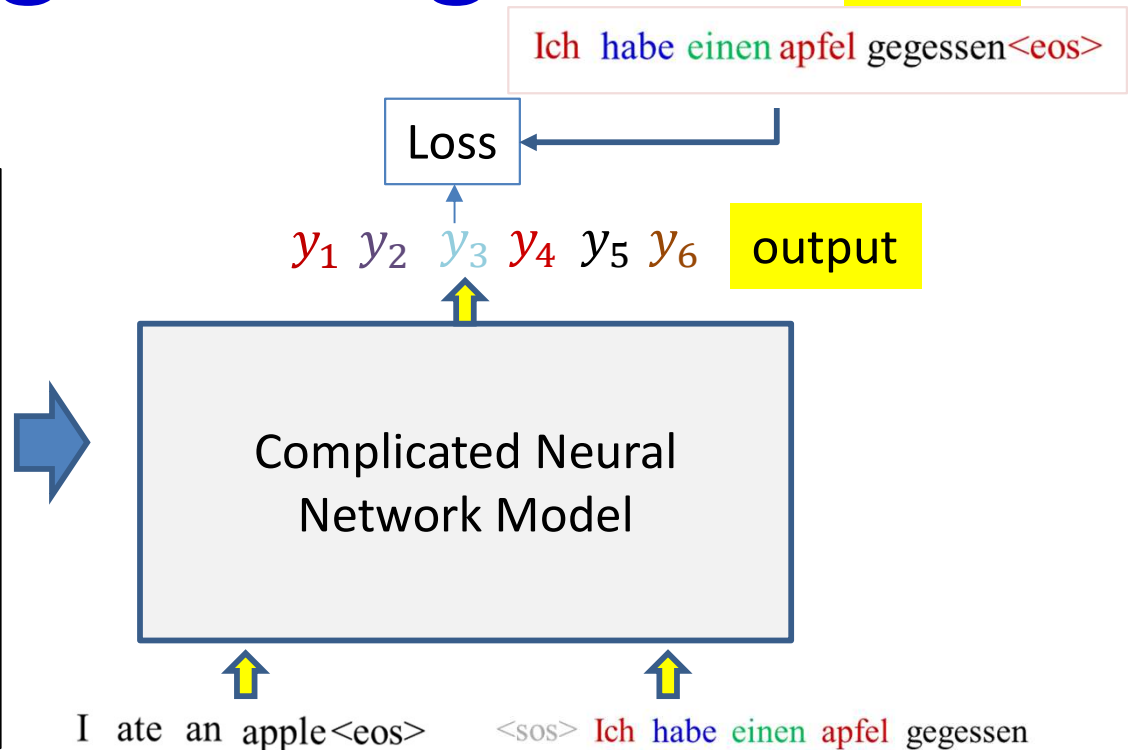 Ich habe einen apfel gegessen<eos>
Loss
y₁ y₂ y₃ y₄ y₅ y₆ output
Complicated Neural
Network Model
I ate an apple<eos> <sos> Ich habe einen apfel gegessen